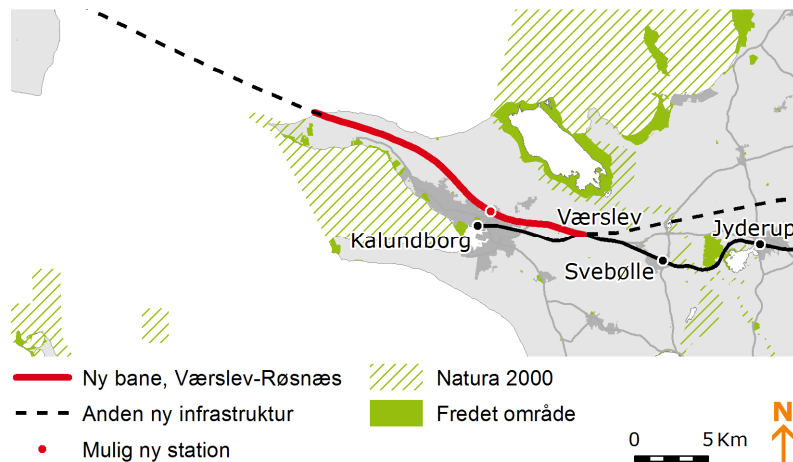 Værslev
Jyderup
Kalundborg
Svebølle
Ny bane, Værslev-Røsnæs
Natura 2000
Anden ny infrastruktur
Fredet område
Mulig ny station
N
0 5 Km